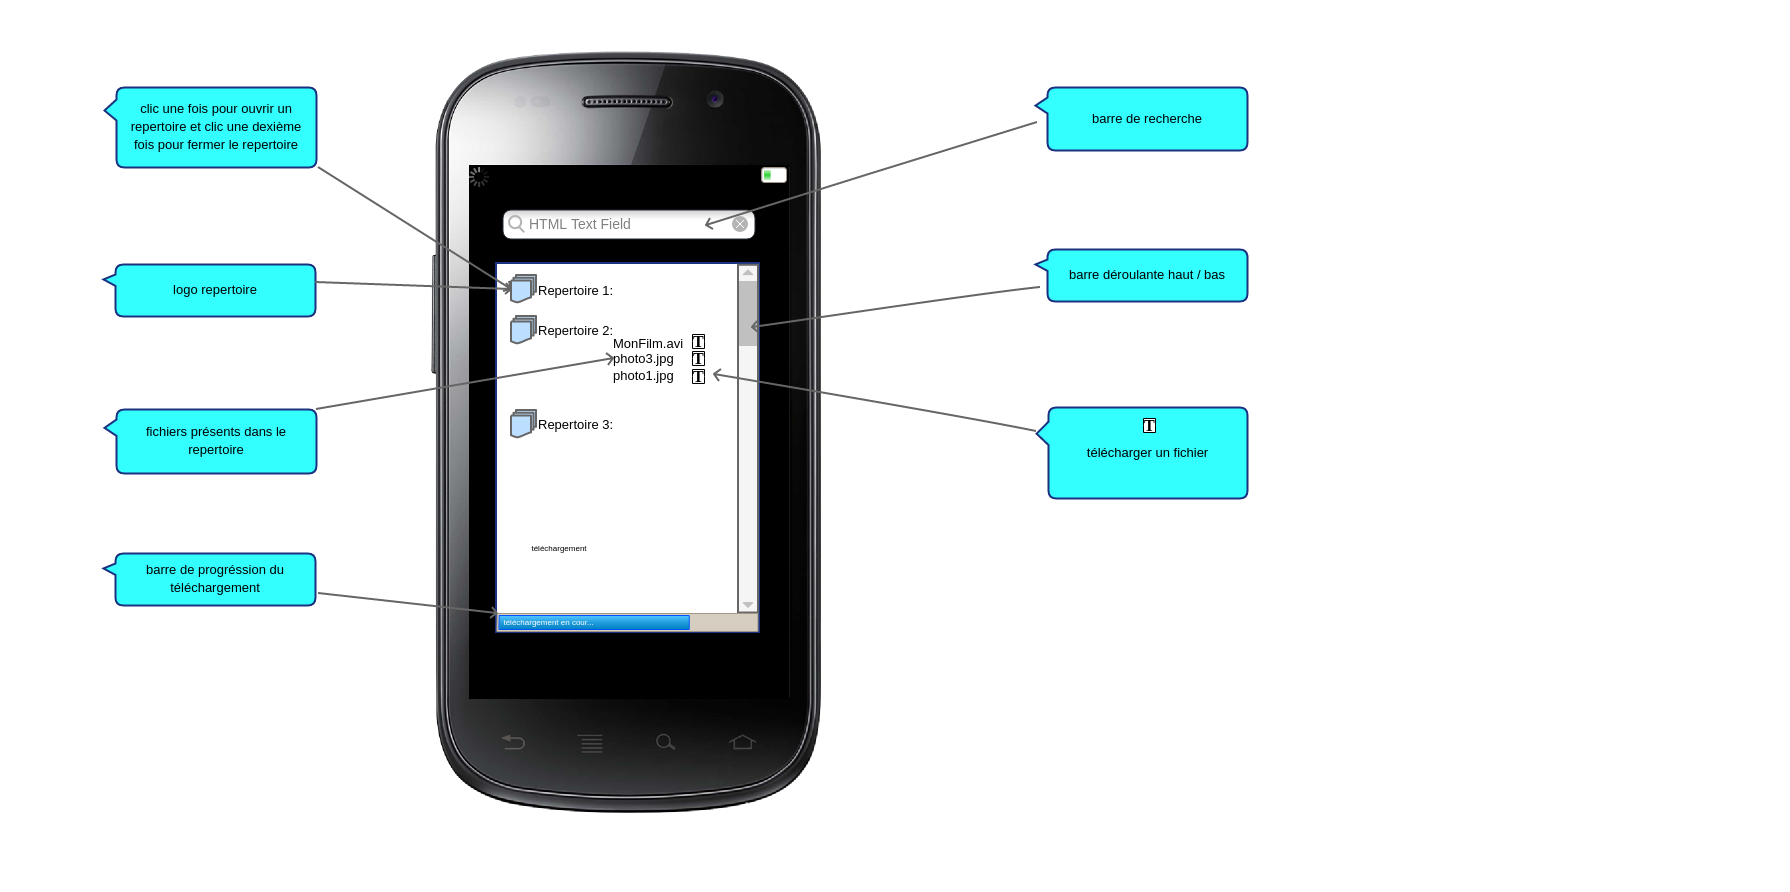 clic une fois pour ouvrir un
repertoire et clic une dexième
fois pour fermer le repertoire
logo repertoire
fichiers présents dans le
repertoire
barre de progréssion du
téléchargement
HTML Text Field
Repertoire 1:
Repertoire 2:
MonFilm.avi T
photo3.jpg T
photo1.jpg T
Repertoire 3:
téléchargement
téléchargement en cour...
barre de recherche
barre déroulante haut / bas
T
télécharger un fichier